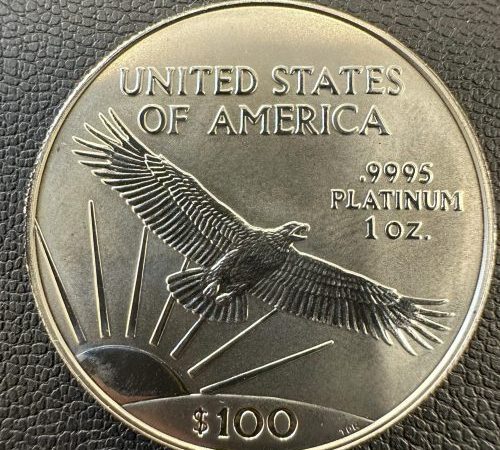 UNITED STATES
OF AMERICA
.9995
PLATINUM
1 OZ.
$100